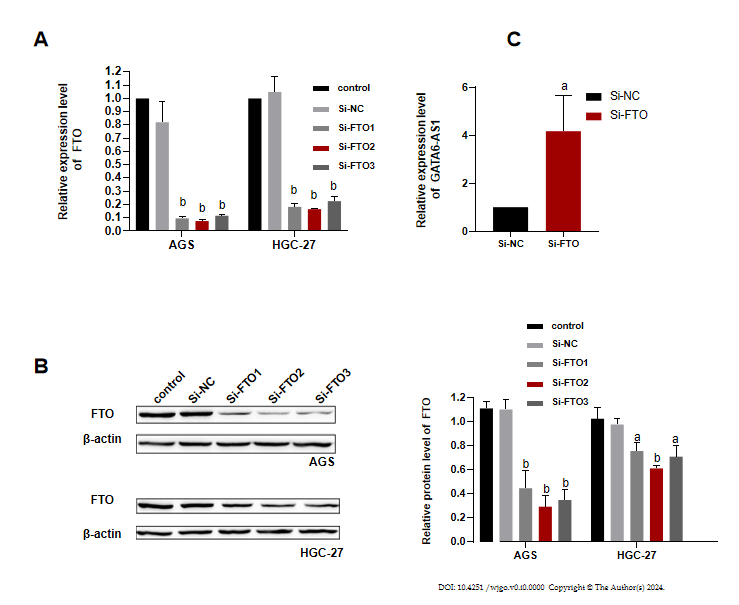 A
Relative expression level
of FTO
1.2
1.1
1.0
0.9
0.8
0.7
0.6
0.5
0.4
0.3
0.2
0.1
0.0
b
b
b
b
b
b
AGS
HGC-27
control
Si-NC
Si-FTO1
Si-FTO2
Si-FTO3
C
Relative expression level
of GATA6-AS1
6
4
2
0
a
Si-NC
Si-FTO
Si-NC
Si-FTO
B
control
Si-NC
Si-FTO1
Si-FTO2
Si-FTO3
FTO
β-actin
AGS
FTO
β-actin
HGC-27
control
Si-NC
Si-FTO1
Si-FTO2
Si-FTO3
Relative protein level of FTO
1.2
1.0
0.8
0.6
0.4
0.2
0.0
b
b
b
a
b
a
AGS
HGC-27
DOI: 10.4251 /wjgo.v0.i0.0000 Copyright © The Author(s) 2024.